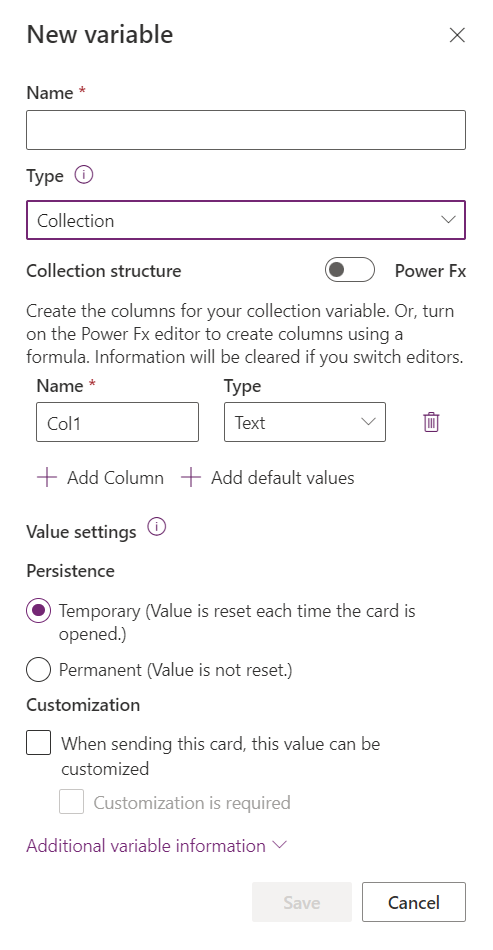 New variable
Name *
Type
Collection
Collection structure Power Fx
Create the columns for your collection variable. Or, turn
on the Power Fx editor to create columns using a
formula. Information will be cleared if you switch editors.
Name * Type
Col1 Text
Add Column Add default values
Value settings
Persistence
Temporary (Value is reset each time the card is
opened.)
Permanent (Value is not reset.)
Customization
When sending this card, this value can be
customized
Customization is required
Additional variable information
Save Cancel